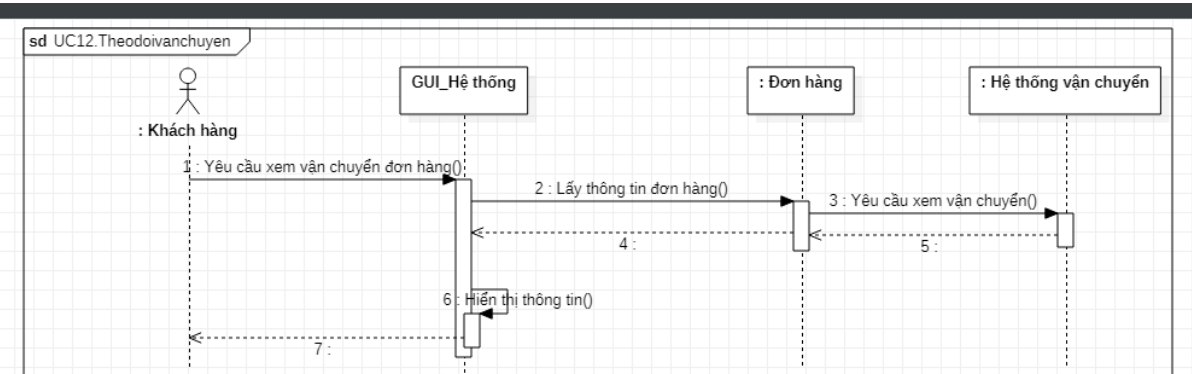 sd UC12.Theodoivanchuyen
GUI_Hệ thống
: Đơn hàng
: Hệ thống vận chuyển
: Khách hàng
1 : Yêu cầu xem vận chuyển đơn hàng()
2 : Lấy thông tin đơn hàng()
3 : Yêu cầu xem vận chuyển()
4 :
5 :
6 : Hiển thị thông tin()
7 :